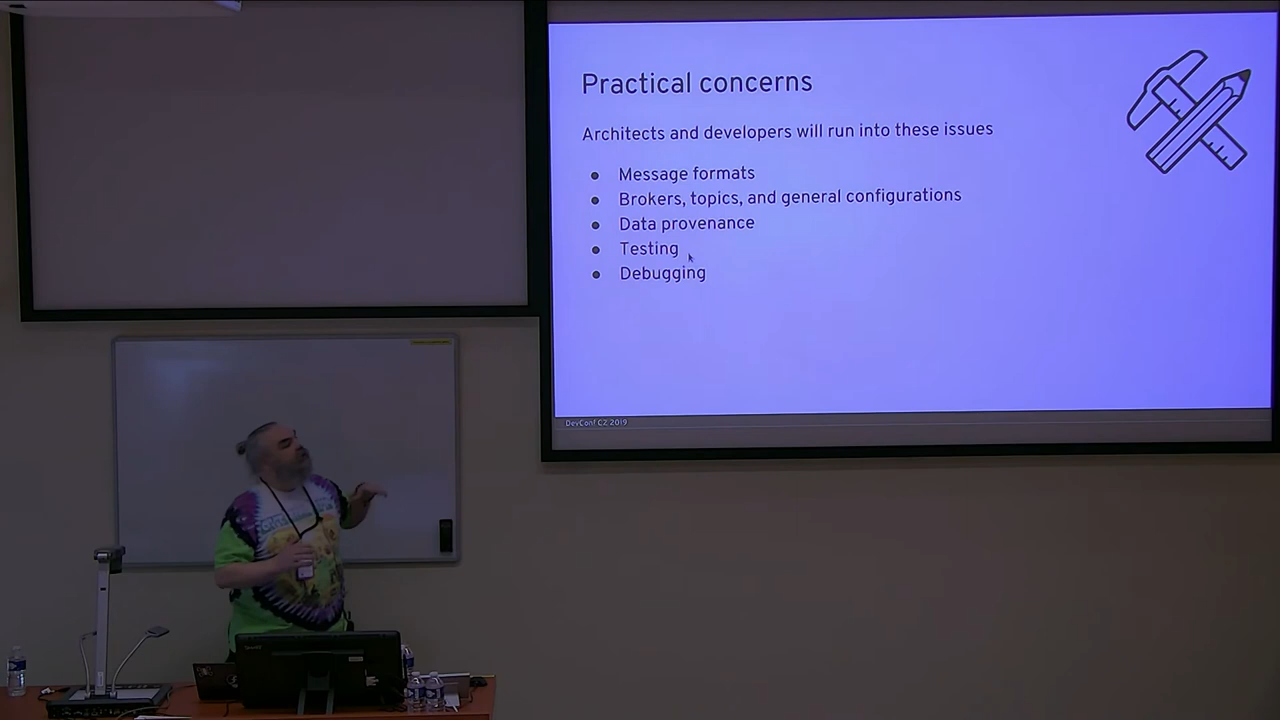 Practical concerns
Architects and developers will run into these issues
Message formats
Brokers, topics, and general configurations
Data provenance
Testing
Debugging
DevConf CZ 2019